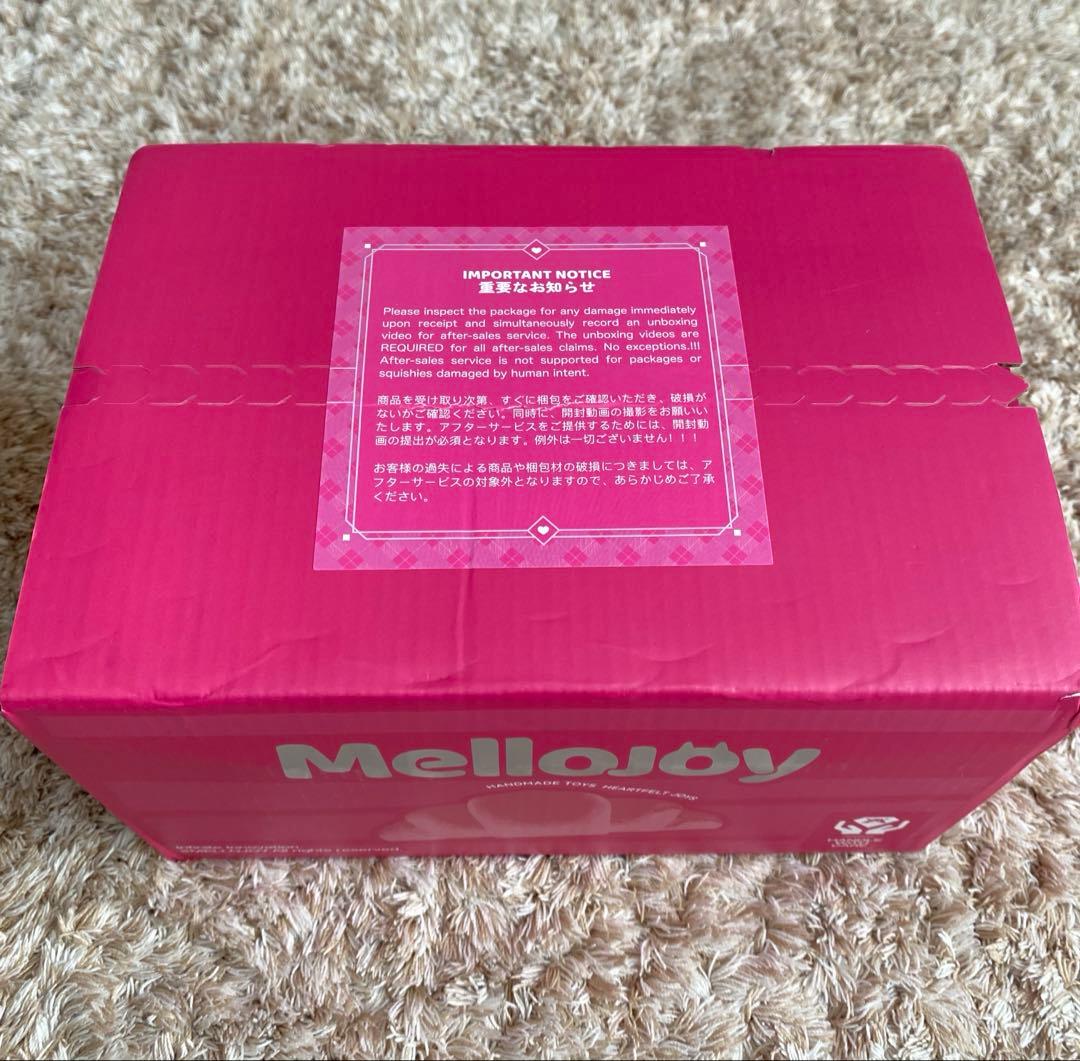 IMPORTANT NOTICE
重要なお知らせ
Please inspect the package for any damage immediately
upon receipt and simultaneously record an unboxing
video for after-sales service. The unboxing videos are
REQUIRED for all after-sales claims. No exceptions.!!!
After-sales service is not supported for packages or
squishies damaged by human intent.
商品を受け取り次第、すぐに梱包をご確認いただき、破損が
ないかご確認ください。同時に、開封動画の撮影をお願いい
たします。アフターサービスをご提供するためには、開封動
画の提出が必須となります。例外は一切ございません！！！
お客様の過失による商品や梱包材の破損につきましては、ア
フターサービスの対象外となりますので、あらかじめご了承
ください。
Mellojoy
HANDMADE TOYS HEARTFELT JOYS
rights reserved